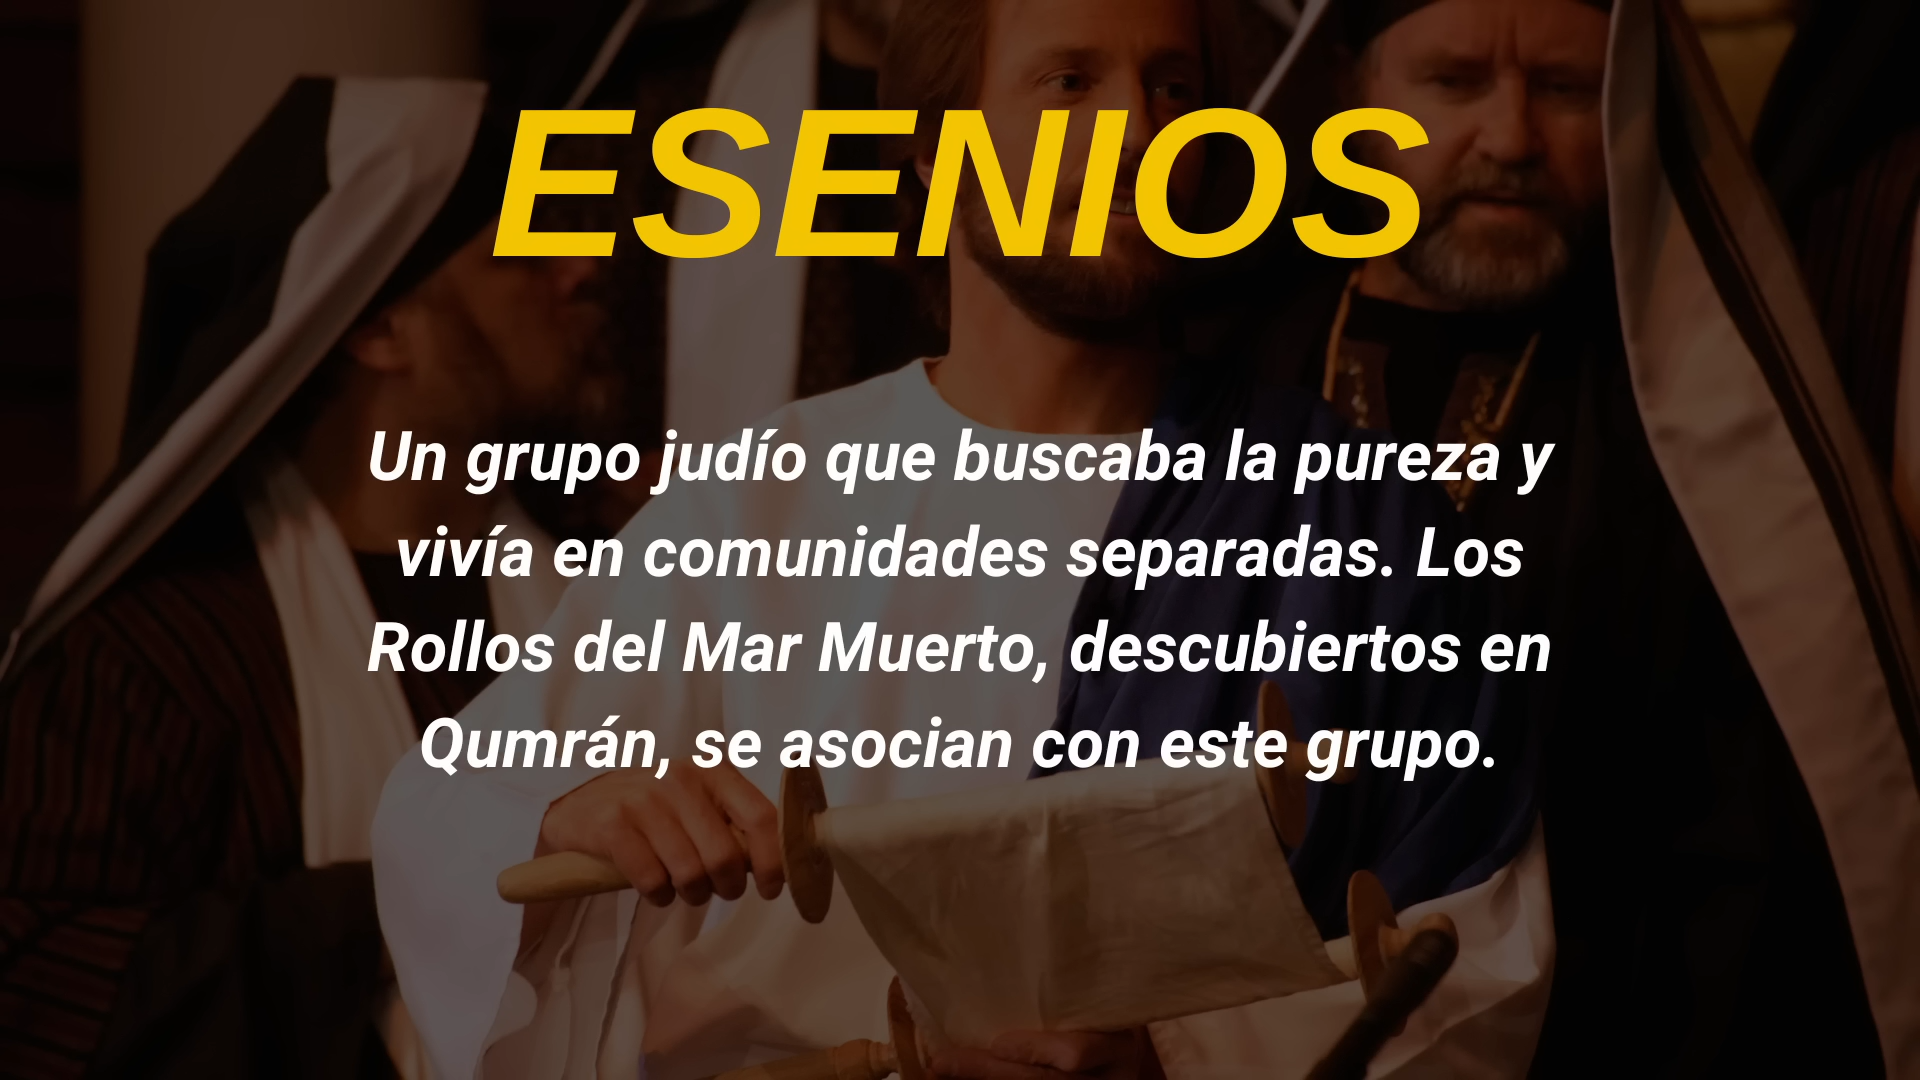 ESENIOS
Un grupo judío que buscaba la pureza y
vivía en comunidades separadas. Los
Rollos del Mar Muerto, descubiertos en
Qumrán, se asocian con este grupo.